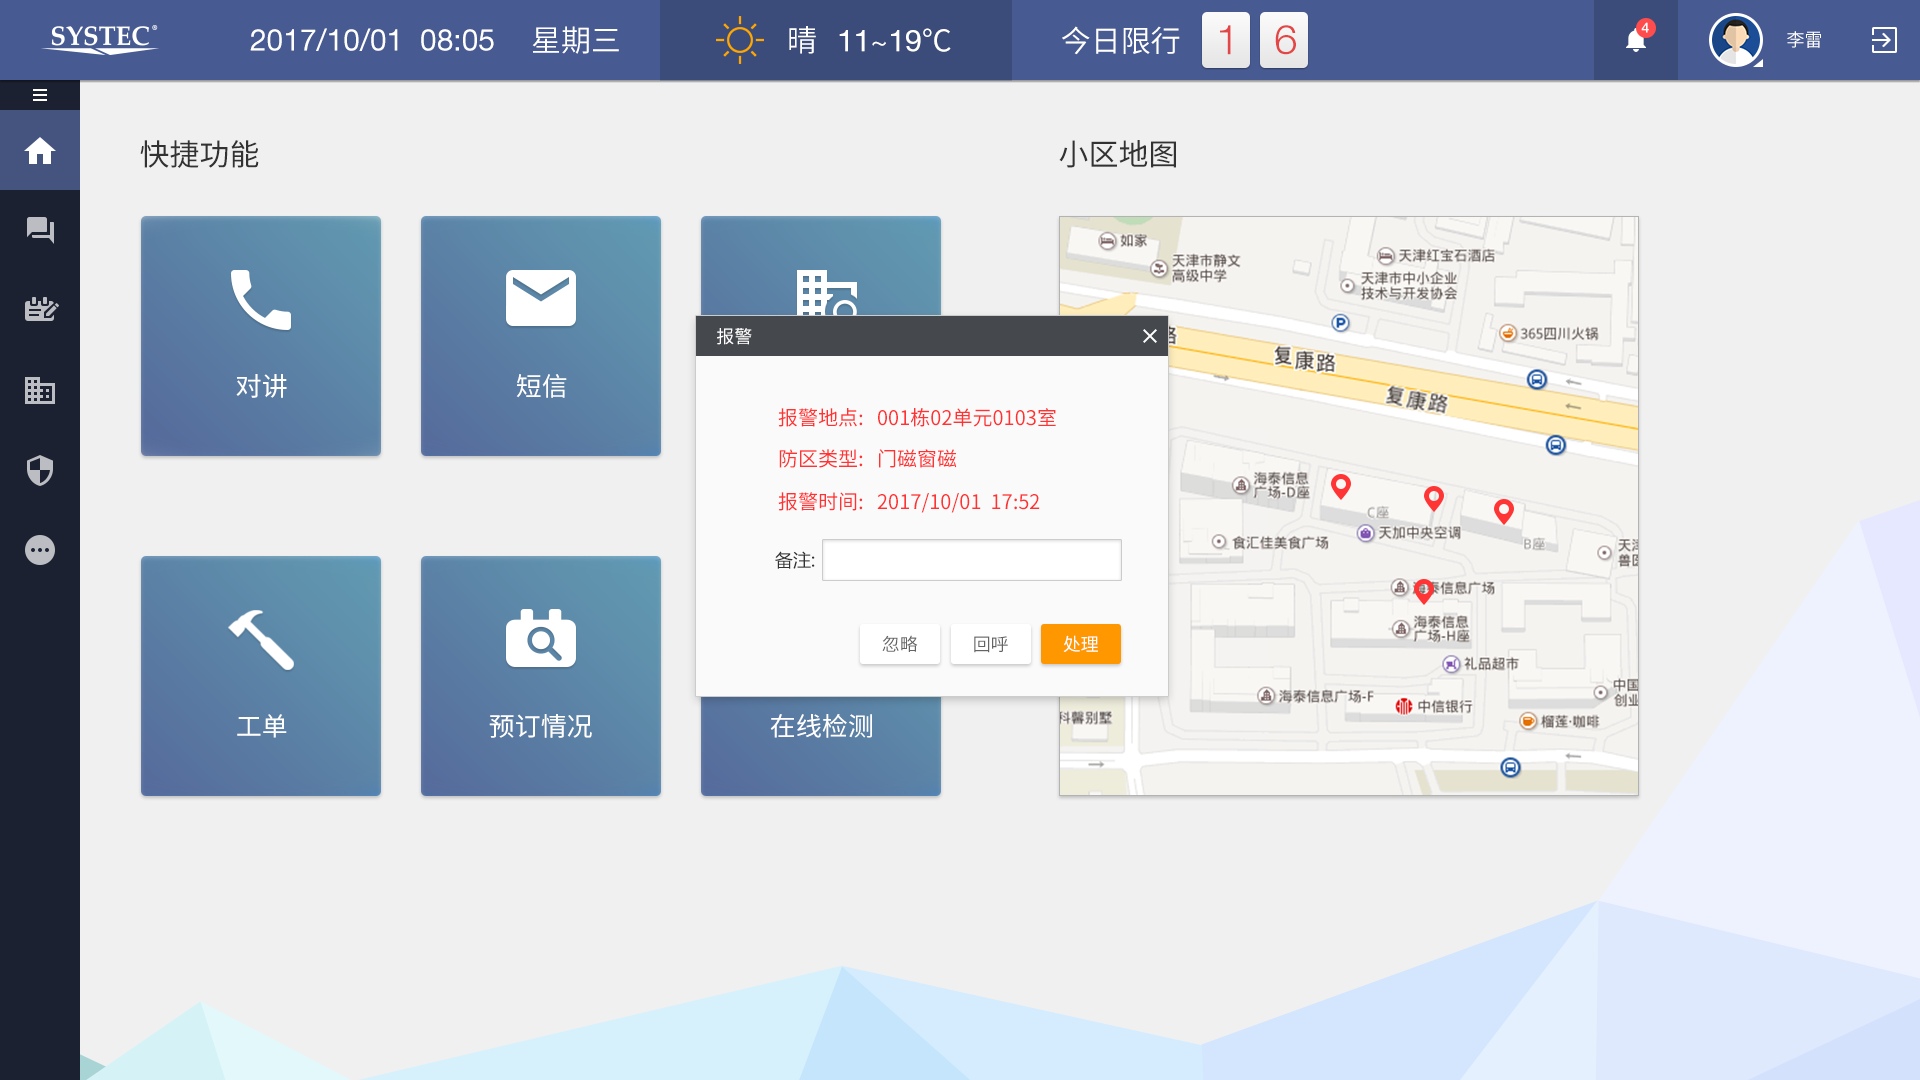 SYSTEC®
2017/10/01 08:05 星期三
晴 11~19℃
今日限行 1 6
4
李雷
快捷功能
小区地图
对讲
短信
工单
预订情况
在线检测
报警
报警地点: 001栋02单元0103室
防区类型: 门磁窗磁
报警时间: 2017/10/01 17:52
备注:
忽略
回呼
处理
如家
天津市静文
高级中学
天津红宝石酒店
天津市中小企业
技术与开发协会
P
365四川火锅
路
复康路
复康路
海泰信息
广场-D座
C座
天加中央空调
B座
食汇佳美食广场
海泰信息广场
海泰信息
广场-H座
礼品超市
海泰信息广场-F
中信银行
中国
创业
榴莲·咖啡
科馨别墅